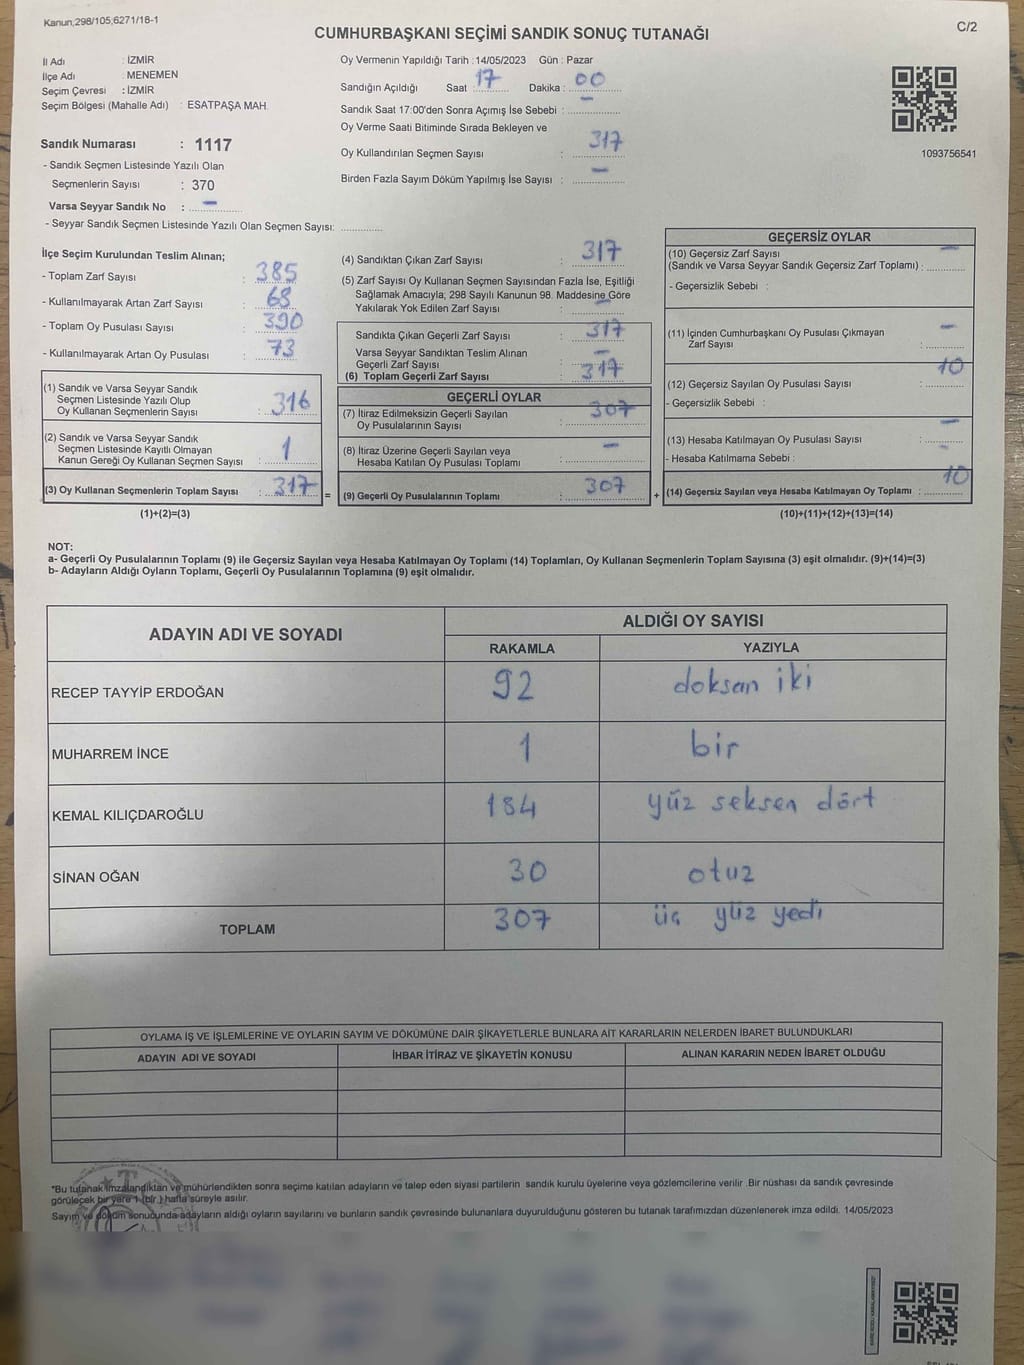 Kanun,298/105,6271/18-1
C/2
CUMHURBAŞKANI SEÇİMİ SANDIK SONUÇ TUTANAĞI
İl Adı : İZMİR
İlçe Adı : MENEMEN
Seçim Çevresi : İZMİR
Seçim Bölgesi (Mahalle Adı) : ESATPAŞA MAH.
Sandık Numarası : 1117
- Sandık Seçmen Listesinde Yazılı Olan
Seçmenlerin Sayısı : 370
Varsa Seyyar Sandık No : –
- Seyyar Sandık Seçmen Listesinde Yazılı Olan Seçmen Sayısı: ..............
Oy Vermenin Yapıldığı Tarih : 14/05/2023 Gün : Pazar
Sandığın Açıldığı Saat : 17 Dakika : 00
Sandık Saat 17:00'den Sonra Açımış İse Sebebi : –
Oy Verme Saati Bitiminde Sırada Bekleyen ve
Oy Kullandırılan Seçmen Sayısı : 317
Birden Fazla Sayım Döküm Yapılmış İse Sayısı : –
1093756541
İlçe Seçim Kurulundan Teslim Alınan;
- Toplam Zarf Sayısı : 385
- Kullanılmayarak Artan Zarf Sayısı : 68
- Toplam Oy Pusulası Sayısı : 390
- Kullanılmayarak Artan Oy Pusulası : 73
(1) Sandık ve Varsa Seyyar Sandık
Seçmen Listesinde Yazılı Olup
Oy Kullanan Seçmenlerin Sayısı : 316
(2) Sandık ve Varsa Seyyar Sandık
Seçmen Listesinde Kayıtlı Olmayan
Kanun Gereği Oy Kullanan Seçmen Sayısı : 1
(3) Oy Kullanan Seçmenlerin Toplam Sayısı : 317
(1)+(2)=(3)
=
(4) Sandıktan Çıkan Zarf Sayısı : 317
(5) Zarf Sayısı Oy Kullanan Seçmen Sayısından Fazla İse, Eşitliği
Sağlamak Amacıyla; 298 Sayılı Kanunun 98. Maddesine Göre
Yakılarak Yok Edilen Zarf Sayısı : –
Sandıkta Çıkan Geçerli Zarf Sayısı : 317
Varsa Seyyar Sandıktan Teslim Alınan
Geçerli Zarf Sayısı : –
(6) Toplam Geçerli Zarf Sayısı : 317
GEÇERLİ OYLAR
(7) İtiraz Edilmeksizin Geçerli Sayılan
Oy Pusulalarının Sayısı : 307
(8) İtiraz Üzerine Geçerli Sayılan veya
Hesaba Katılan Oy Pusulası Toplamı : –
(9) Geçerli Oy Pusulalarının Toplamı : 307
+
GEÇERSİZ OYLAR
(10) Geçersiz Zarf Sayısı –
(Sandık ve Varsa Seyyar Sandık Geçersiz Zarf Toplamı) : ............
- Geçersizlik Sebebi :
(11) İçinden Cumhurbaşkanı Oy Pusulası Çıkmayan
Zarf Sayısı : –
(12) Geçersiz Sayılan Oy Pusulası Sayısı : 10
- Geçersizlik Sebebi :
(13) Hesaba Katılmayan Oy Pusulası Sayısı : –
- Hesaba Katılmama Sebebi :
(14) Geçersiz Sayılan veya Hesaba Katılmayan Oy Toplamı : 10
(10)+(11)+(12)+(13)=(14)
NOT:
a- Geçerli Oy Pusulalarının Toplamı (9) ile Geçersiz Sayılan veya Hesaba Katılmayan Oy Toplamı (14) Toplamları, Oy Kullanan Seçmenlerin Toplam Sayısına (3) eşit olmalıdır. (9)+(14)=(3)
b- Adayların Aldığı Oyların Toplamı, Geçerli Oy Pusulalarının Toplamına (9) eşit olmalıdır.
ADAYIN ADI VE SOYADI
ALDIĞI OY SAYISI
RAKAMLA YAZIYLA
RECEP TAYYİP ERDOĞAN 92 doksan iki
MUHARREM İNCE 1 bir
KEMAL KILIÇDAROĞLU 184 yüz seksen dört
SİNAN OĞAN 30 otuz
TOPLAM 307 üç yüz yedi
OYLAMA İŞ VE İŞLEMLERİNE VE OYLARIN SAYIM VE DÖKÜMÜNE DAİR ŞİKAYETLERLE BUNLARA AİT KARARLARIN NELERDEN İBARET BULUNDUKLARI
ADAYIN ADI VE SOYADI İHBAR İTİRAZ VE ŞİKAYETİN KONUSU ALINAN KARARIN NEDEN İBARET OLDUĞU
*Bu tutanak imzalandıktan ve mühürlendikten sonra seçime katılan adayların ve talep eden siyasi partilerin sandık kurulu üyelerine veya gözlemcilerine verilir .Bir nüshası da sandık çevresinde
görülecek bir yere 1 (bir ) hafta süreyle asılır.
Sayım ve döküm sonucunda adayların aldığı oyların sayılarını ve bunların sandık çevresinde bulunanlara duyurulduğunu gösteren bu tutanak tarafımızdan düzenlenerek imza edildi. 14/05/2023